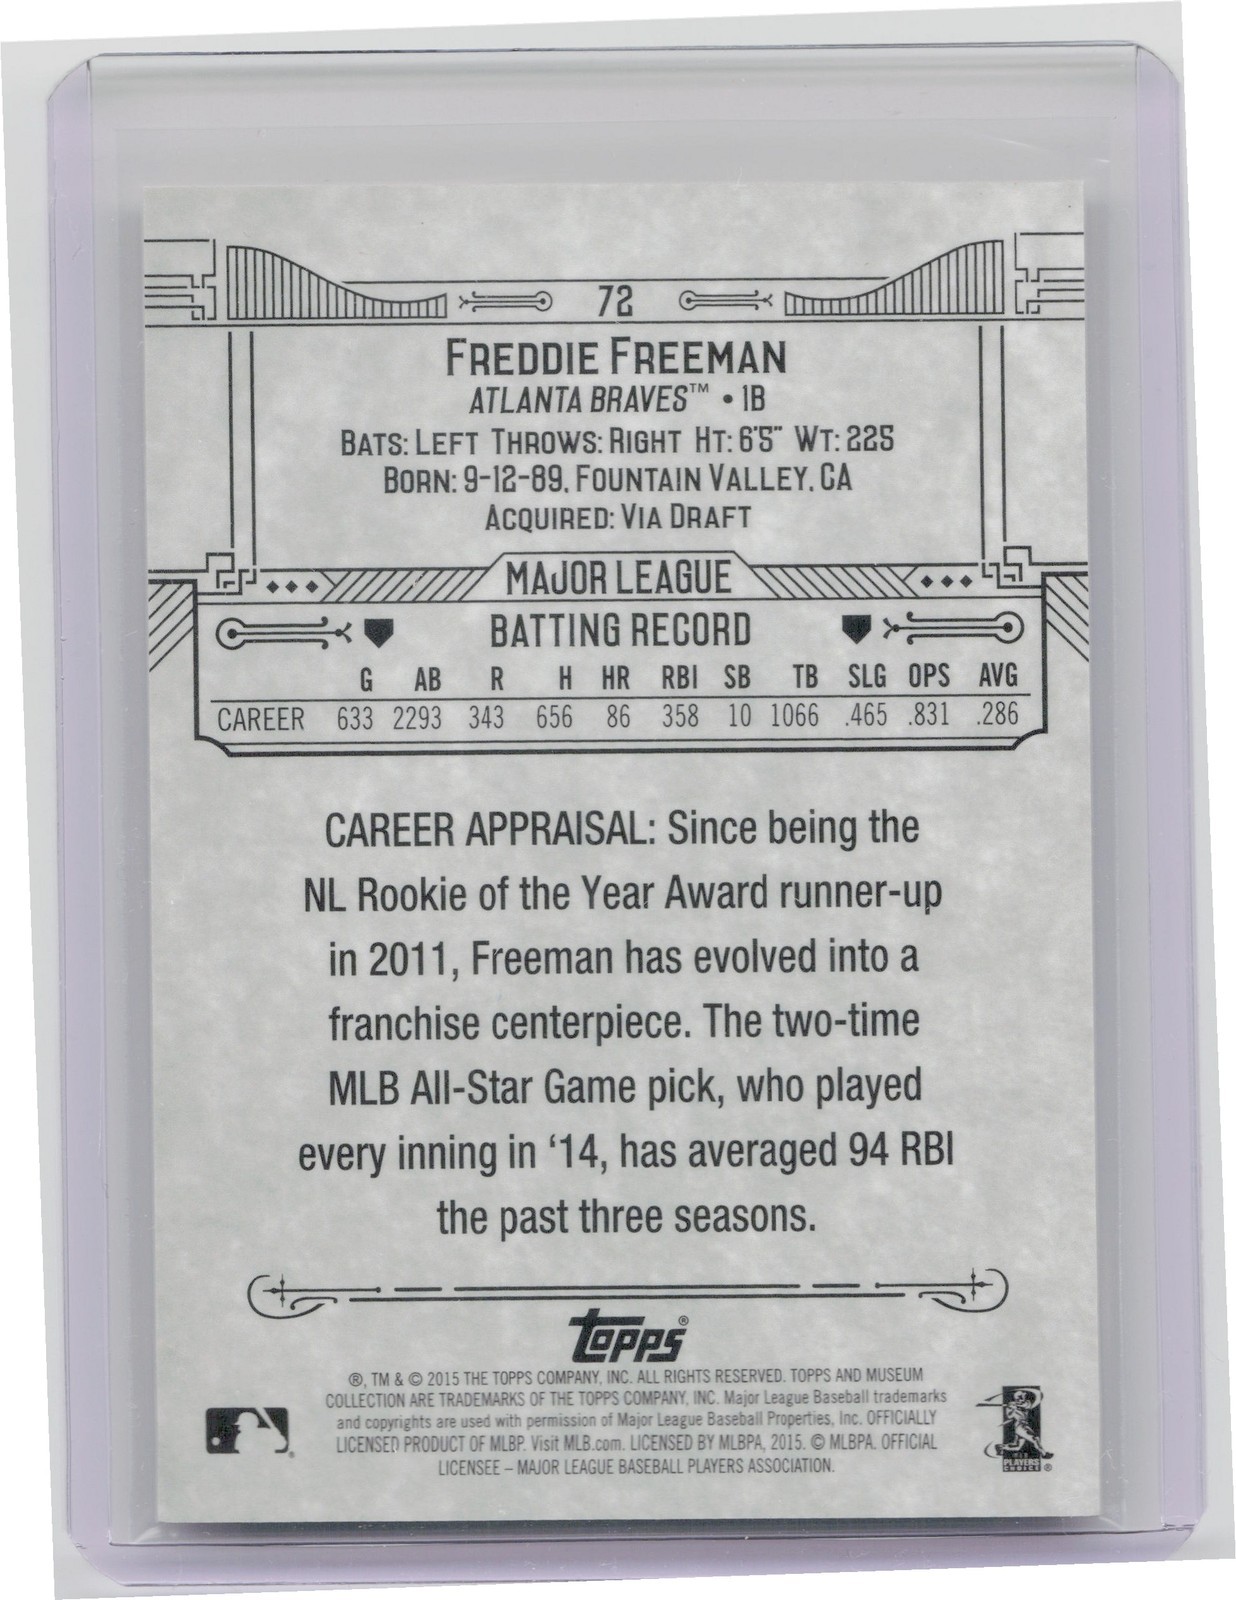 72
FREDDIE FREEMAN
ATLANTA BRAVES™ • 1B
BATS: LEFT THROWS: RIGHT HT: 6'5" WT: 225
BORN: 9-12-89, FOUNTAIN VALLEY, CA
ACQUIRED: VIA DRAFT
MAJOR LEAGUE
BATTING RECORD
G AB R H HR RBI SB TB SLG OPS AVG
CAREER 633 2293 343 656 86 358 10 1066 .465 .831 .286
CAREER APPRAISAL: Since being the
NL Rookie of the Year Award runner-up
in 2011, Freeman has evolved into a
franchise centerpiece. The two-time
MLB All-Star Game pick, who played
every inning in ‘14, has averaged 94 RBI
the past three seasons.
Topps®
®, TM & © 2015 THE TOPPS COMPANY, INC. ALL RIGHTS RESERVED. TOPPS AND MUSEUM
COLLECTION ARE TRADEMARKS OF THE TOPPS COMPANY, INC. Major League Baseball trademarks
and copyrights are used with permission of Major League Baseball Properties, Inc. OFFICIALLY
LICENSED PRODUCT OF MLBP. Visit MLB.com. LICENSED BY MLBPA, 2015. © MLBPA. OFFICIAL
LICENSEE – MAJOR LEAGUE BASEBALL PLAYERS ASSOCIATION.
PLAYERS
CHOICE ®